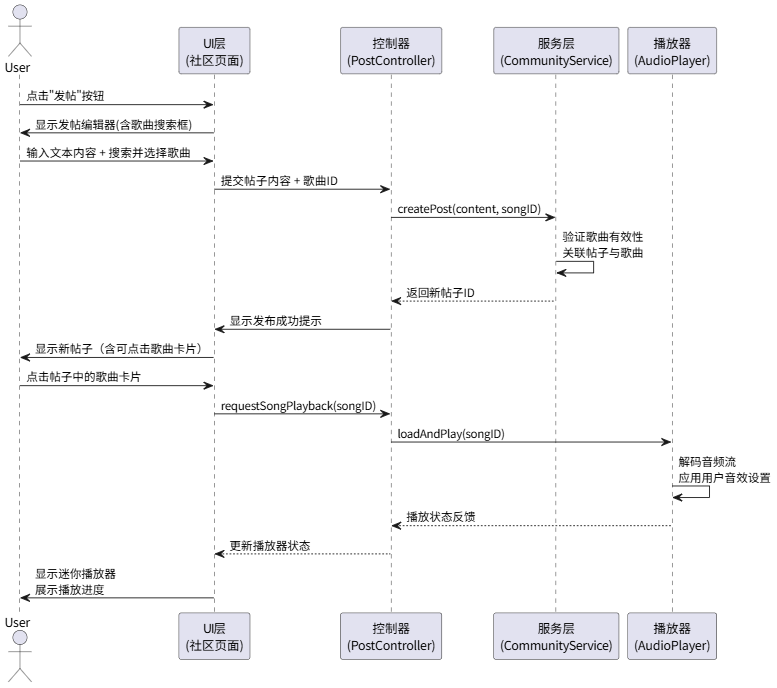 User
UI层
(社区页面)
控制器
(PostController)
服务层
(CommunityService)
播放器
(AudioPlayer)
点击"发帖"按钮
显示发帖编辑器(含歌曲搜索框)
输入文本内容 + 搜索并选择歌曲
提交帖子内容 + 歌曲ID
createPost(content, songID)
验证歌曲有效性
关联帖子与歌曲
返回新帖子ID
显示发布成功提示
显示新帖子（含可点击歌曲卡片）
点击帖子中的歌曲卡片
requestSongPlayback(songID)
loadAndPlay(songID)
解码音频流
应用用户音效设置
播放状态反馈
更新播放器状态
显示迷你播放器
展示播放进度
User
UI层
(社区页面)
控制器
(PostController)
服务层
(CommunityService)
播放器
(AudioPlayer)